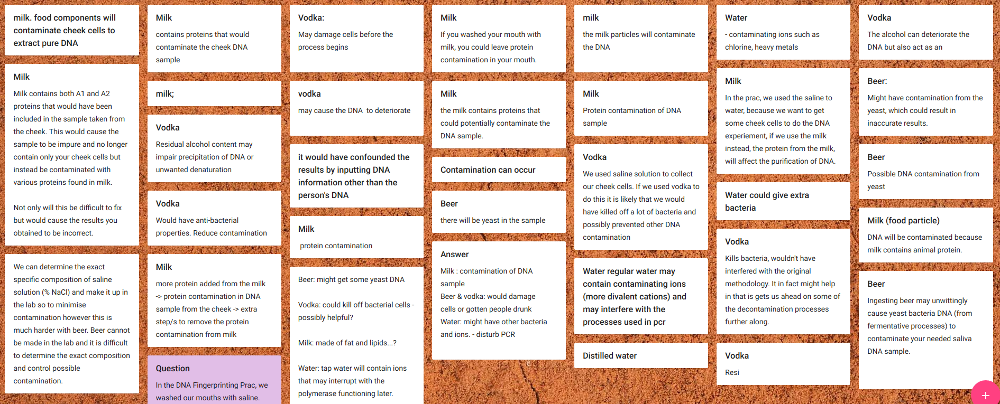 milk. food components will
contaminate cheek cells to
extract pure DNA
Milk
Milk contains both A1 and A2
proteins that would have been
included in the sample taken from
the cheek. This would cause the
sample to be impure and no longer
contain only your cheek cells but
instead be contaminated with
various proteins found in milk.
Not only will this be difficult to fix
but would cause the results you
obtained to be incorrect.
We can determine the exact
specific composition of saline
solution (% NaCl) and make it up in
the lab so to minimise
contamination however this is
much harder with beer. Beer cannot
be made in the lab and it is difficult
to determine the exact composition
and control possible
contamination.
Milk
contains proteins that would
contaminate the cheek DNA
sample
milk;
Vodka
Residual alcohol content may
impair precipitation of DNA or
unwanted denaturation
Vodka
Would have anti-bacterial
properties. Reduce contamination
Milk
more protein added from the milk
-> protein contamination in DNA
sample from the cheek -> extra
step/s to remove the protein
contamination from milk
Question
In the DNA Fingerprinting Prac, we
washed our mouths with saline.
Vodka:
May damage cells before the
process begins
vodka
may cause the DNA to deteriorate
it would have confounded the
results by inputting DNA
information other than the
person's DNA
Milk
protein contamination
Beer: might get some yeast DNA
Vodka: could kill off bacterial cells -
possibly helpful?
Milk: made of fat and lipids...?
Water: tap water will contain ions
that may interrupt with the
polymerase functioning later.
Milk
If you washed your mouth with
milk, you could leave protein
contamination in your mouth.
Milk
the milk contains proteins that
could potentially contaminate the
DNA sample.
Contamination can occur
Beer
there will be yeast in the sample
Answer
Milk : contamination of DNA
sample
Beer & vodka: would damage
cells or gotten people drunk
Water: might have other bacteria
and ions. - disturb PCR
milk
the milk particles will contaminate
the DNA
Milk
Protein contamination of DNA
sample
Vodka
We used saline solution to collect
our cheek cells. If we used vodka to
do this it is likely that we would
have killed off a lot of bacteria and
possibly prevented other DNA
contamination
Water regular water may
contain contaminating ions
(more divalent cations) and
may interfere with the
processes used in pcr
Distilled water
Water
- contaminating ions such as
chlorine, heavy metals
Milk
In the prac, we used the saline to
water, because we want to get
some cheek cells to do the DNA
experiement, if we use the milk
instead, the protein from the milk,
will affect the purification of DNA.
Water could give extra
bacteria
Vodka
Kills bacteria, wouldn't have
interfered with the original
methodology. It in fact might help
in that is gets us ahead on some of
the decontamination processes
further along.
Vodka
Resi
Vodka
The alcohol can deteriorate the
DNA but also act as an
Beer:
Might have contamination from the
yeast, which could result in
inaccurate results.
Beer
Possible DNA contamination from
yeast
Milk (food particle)
DNA will be contaminated because
milk contains animal protein.
Beer
Ingesting beer may unwittingly
cause yeast bacteria DNA (from
fermentative processes) to
contaminate your needed saliva
DNA sample.